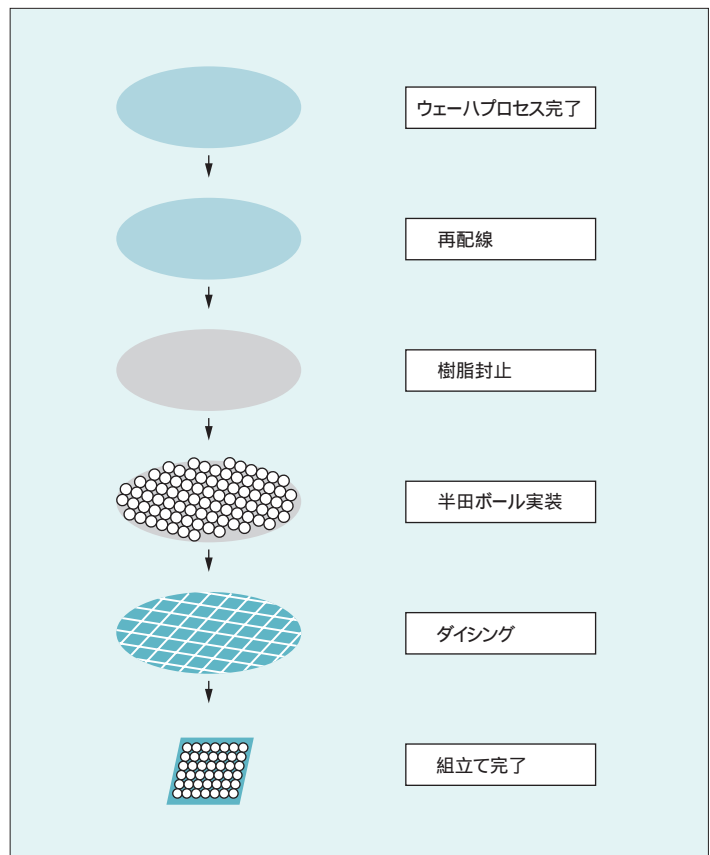 ウェーハプロセス完了
再配線
樹脂封止
半田ボール実装
ダイシング
組立て完了